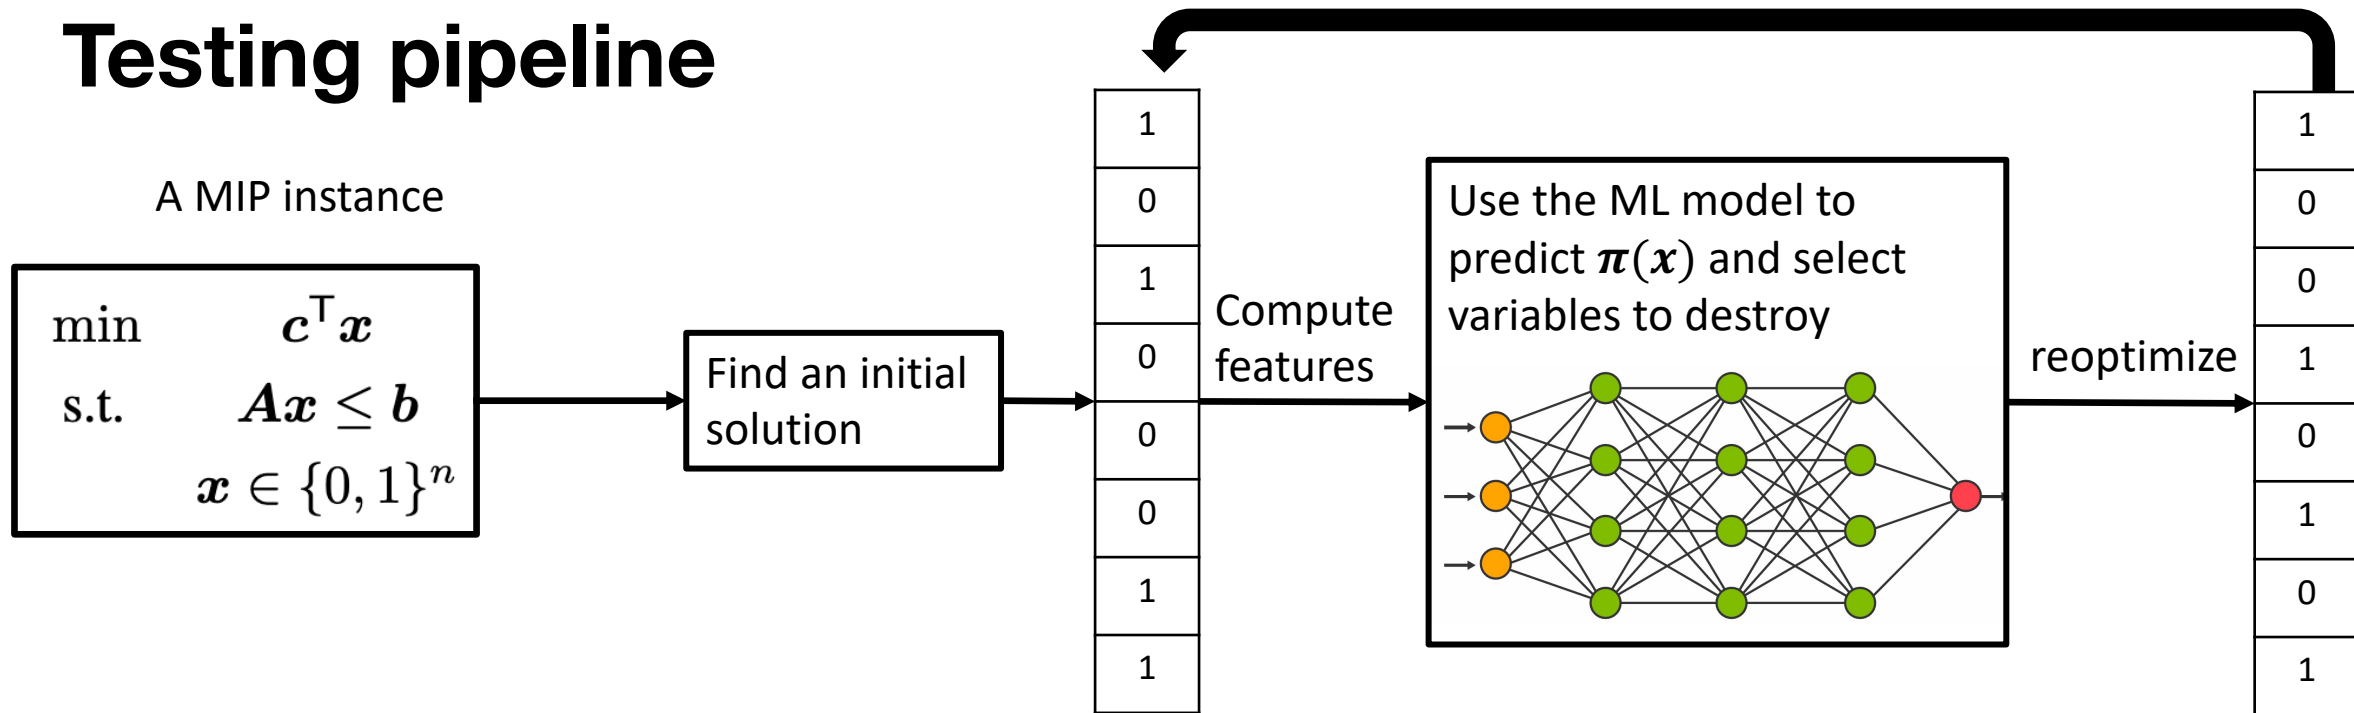 Testing pipeline
A MIP instance
min c⊤x
s.t. Ax ≤ b
x ∈ {0, 1}ⁿ
Find an initial
solution
1
0
1
0
0
0
1
1
Compute
features
Use the ML model to
predict π(x) and select
variables to destroy
reoptimize
1
0
0
1
0
1
0
1